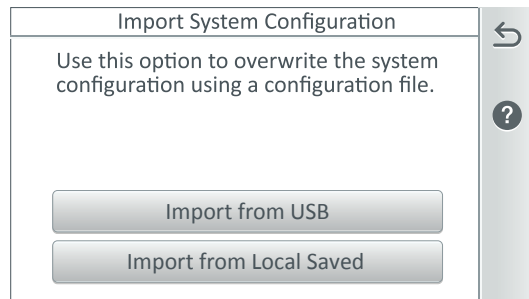 Import System Configuration
Use this option to overwrite the system
configuration using a configuration file.
?
Import from USB
Import from Local Saved